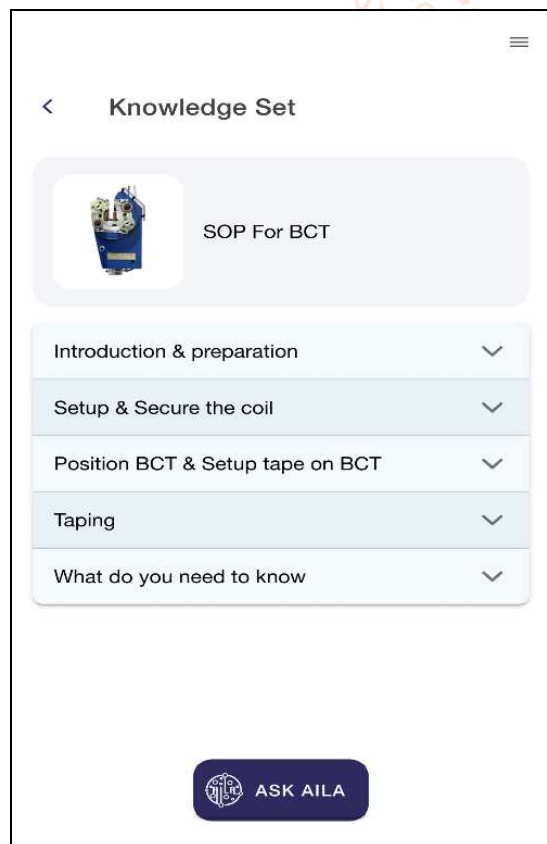 Knowledge Set
SOP For BCT
Introduction & preparation
Setup & Secure the coil
Position BCT & Setup tape on BCT
Taping
What do you need to know
ASK AILA